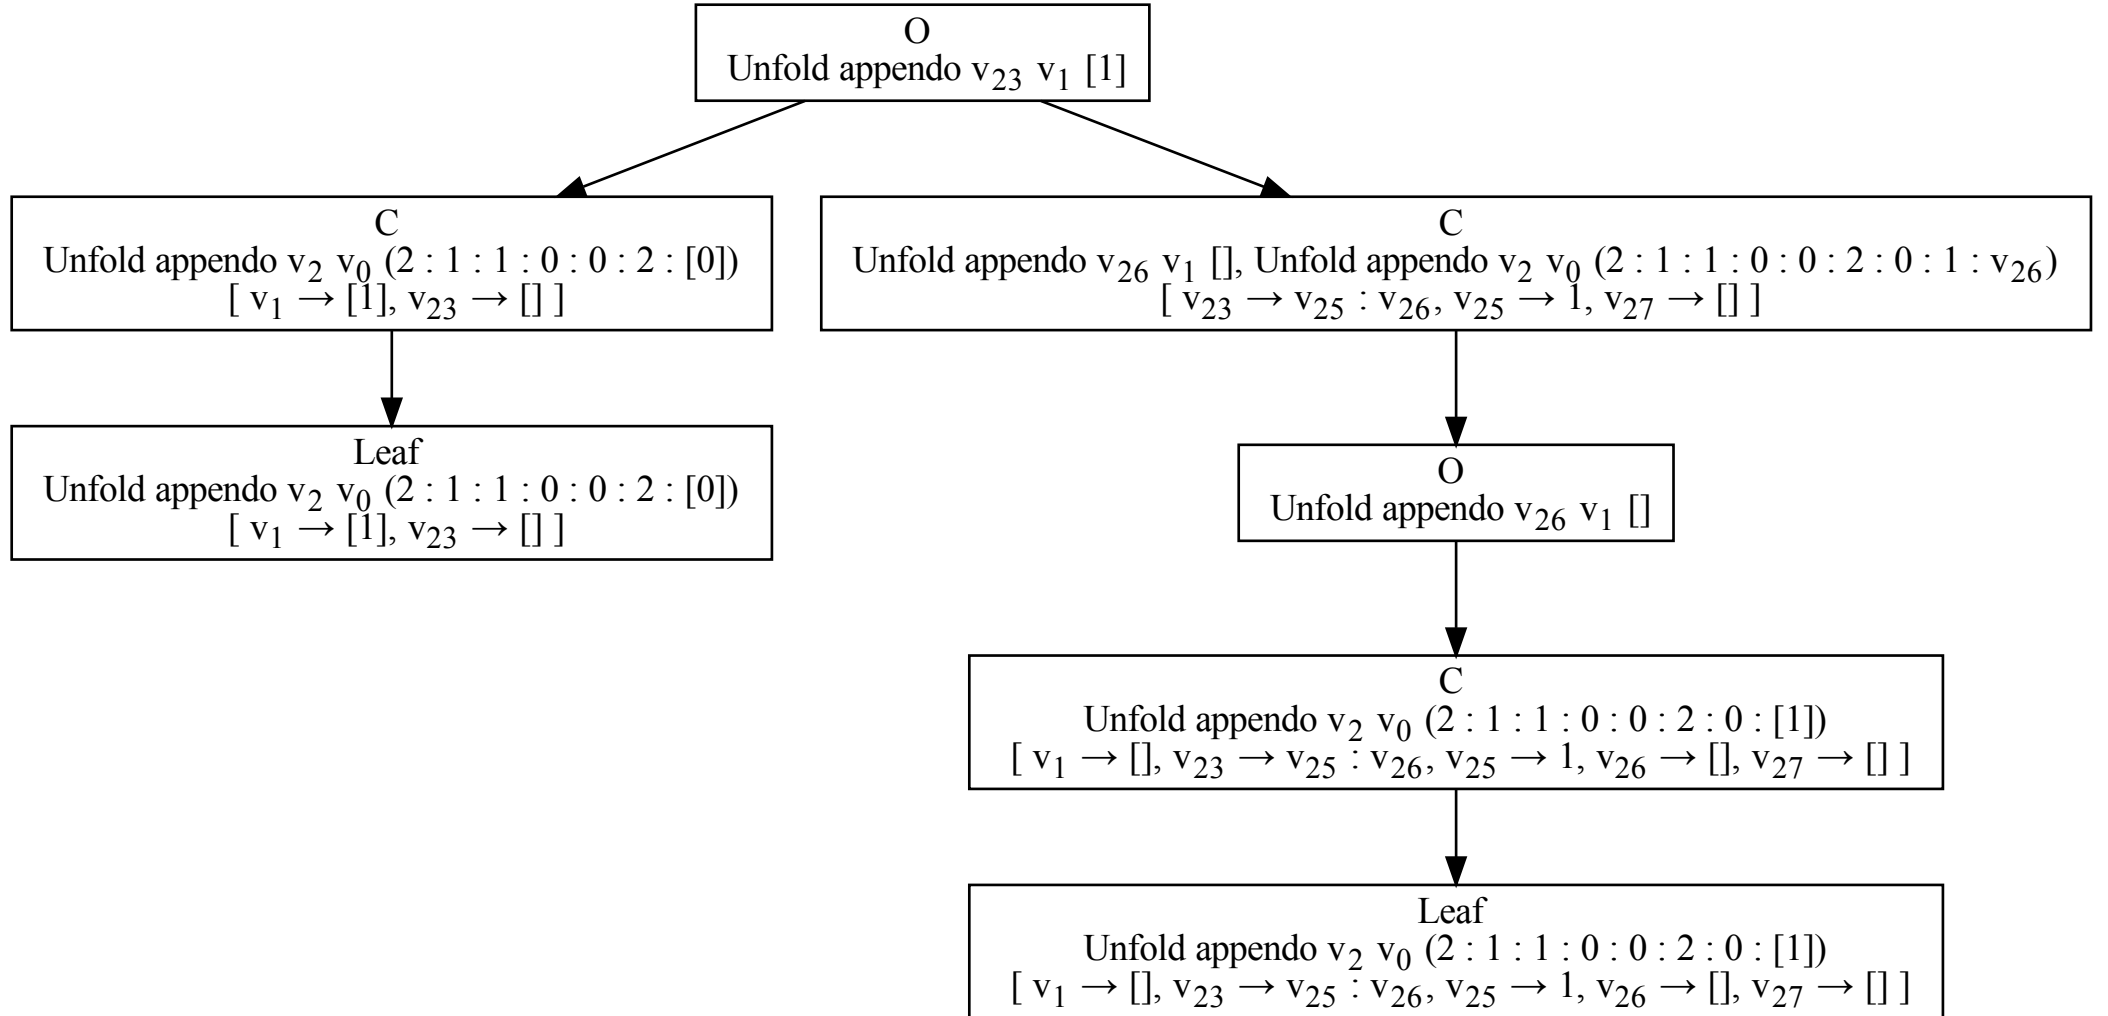 O
Unfold appendo v₂₃ v₁ [1]
C
Unfold appendo v₂ v₀ (2 : 1 : 1 : 0 : 0 : 2 : [0])
[ v₁ → [1], v₂₃ → [] ]
C
Unfold appendo v₂₆ v₁ [], Unfold appendo v₂ v₀ (2 : 1 : 1 : 0 : 0 : 2 : 0 : 1 : v₂₆)
[ v₂₃ → v₂₅ : v₂₆, v₂₅ → 1, v₂₇ → [] ]
Leaf
Unfold appendo v₂ v₀ (2 : 1 : 1 : 0 : 0 : 2 : [0])
[ v₁ → [1], v₂₃ → [] ]
O
Unfold appendo v₂₆ v₁ []
C
Unfold appendo v₂ v₀ (2 : 1 : 1 : 0 : 0 : 2 : 0 : [1])
[ v₁ → [], v₂₃ → v₂₅ : v₂₆, v₂₅ → 1, v₂₆ → [], v₂₇ → [] ]
Leaf
Unfold appendo v₂ v₀ (2 : 1 : 1 : 0 : 0 : 2 : 0 : [1])
[ v₁ → [], v₂₃ → v₂₅ : v₂₆, v₂₅ → 1, v₂₆ → [], v₂₇ → [] ]